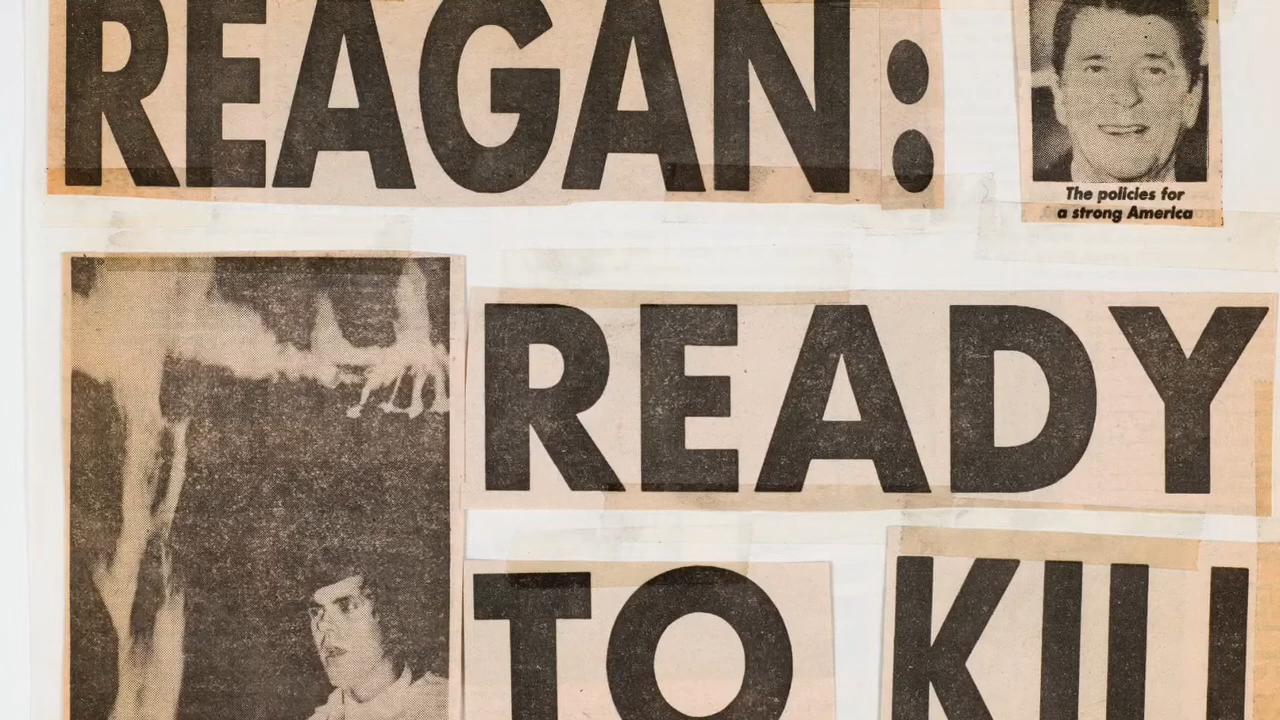 REAGAN:
The policies for
a strong America
READY
TO KILL